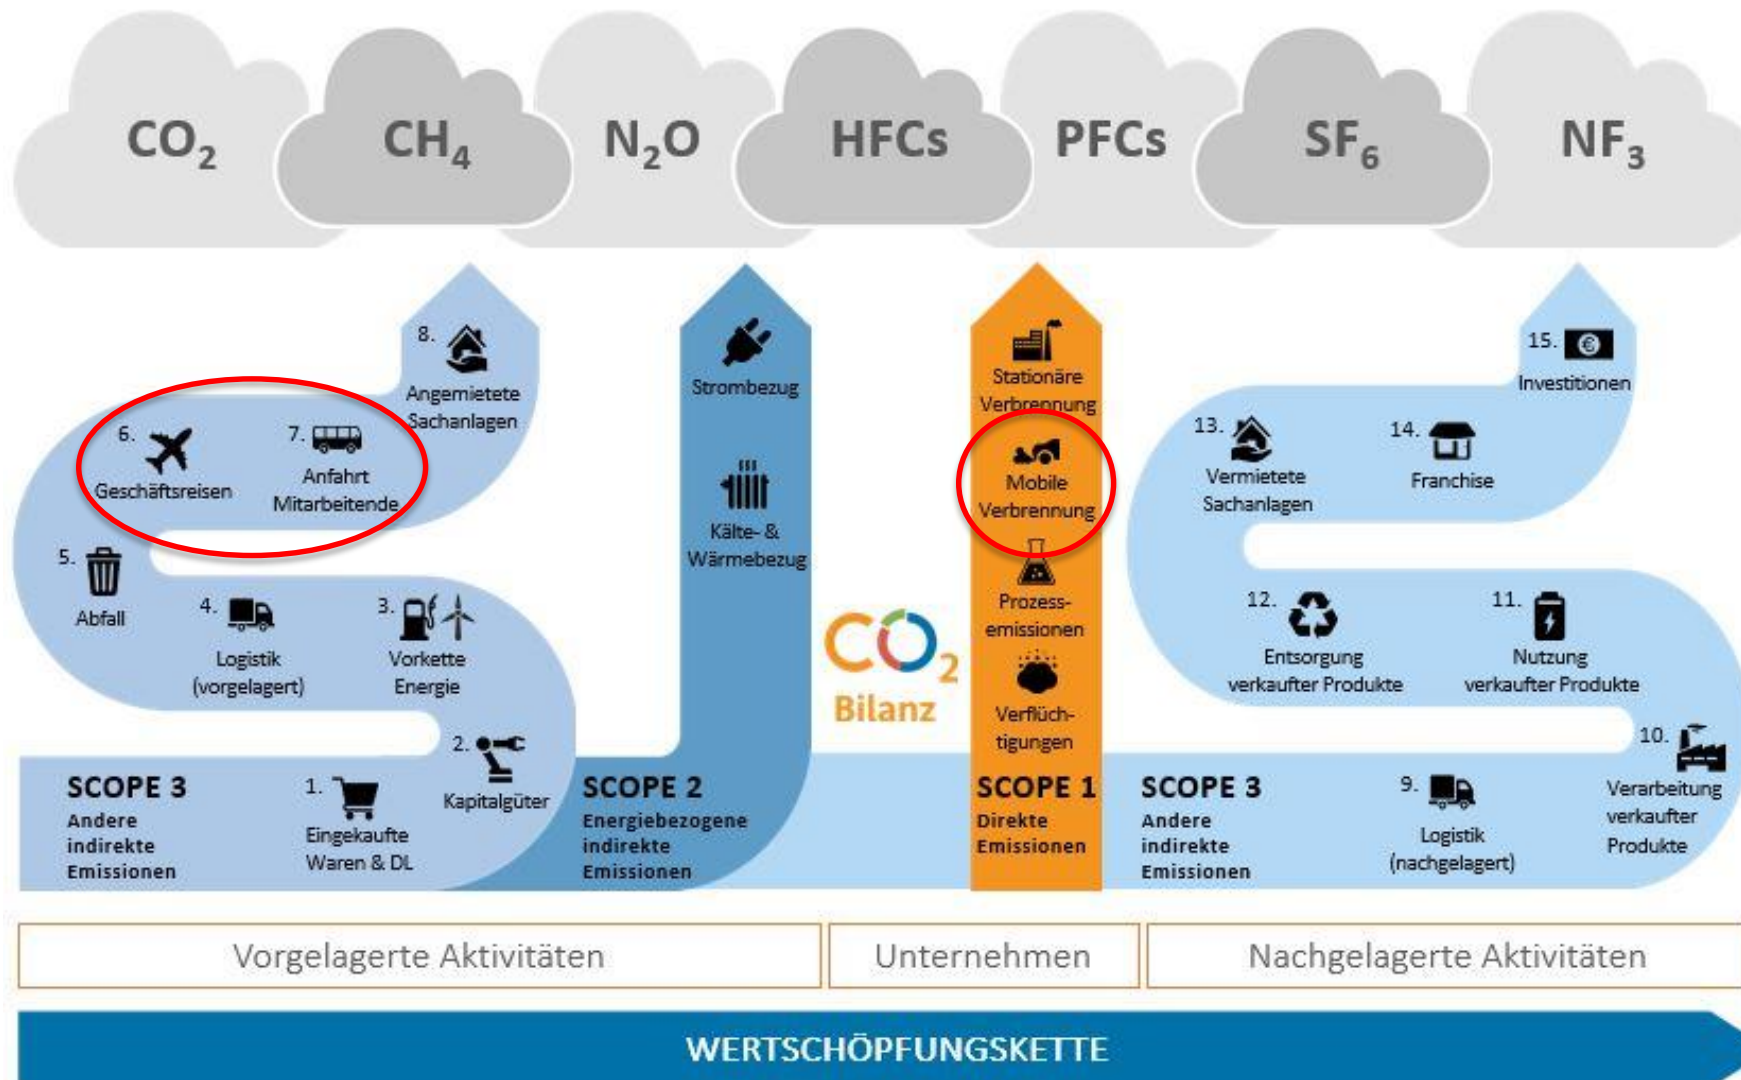 CO₂
CH₄
N₂O
HFCs
PFCs
SF₆
NF₃
8.
Angemietete
Sachanlagen
6.
Geschäftsreisen
7.
Anfahrt
Mitarbeitende
5.
Abfall
4.
Logistik
(vorgelagert)
3.
Vorkette
Energie
2.
Kapitalgüter
1.
Eingekaufte
Waren & DL
SCOPE 3
Andere
indirekte
Emissionen
Strombezug
Kälte- &
Wärmebezug
SCOPE 2
Energiebezogene
indirekte
Emissionen
CO₂
Bilanz
Stationäre
Verbrennung
Mobile
Verbrennung
Prozess-
emissionen
Verflüch-
tigungen
SCOPE 1
Direkte
Emissionen
15.
€
Investitionen
13.
Vermietete
Sachanlagen
14.
Franchise
12.
Entsorgung
verkaufter Produkte
11.
Nutzung
verkaufter Produkte
10.
Verarbeitung
verkaufter
Produkte
9.
Logistik
(nachgelagert)
SCOPE 3
Andere
indirekte
Emissionen
Vorgelagerte Aktivitäten
Unternehmen
Nachgelagerte Aktivitäten
WERTSCHÖPFUNGSKETTE